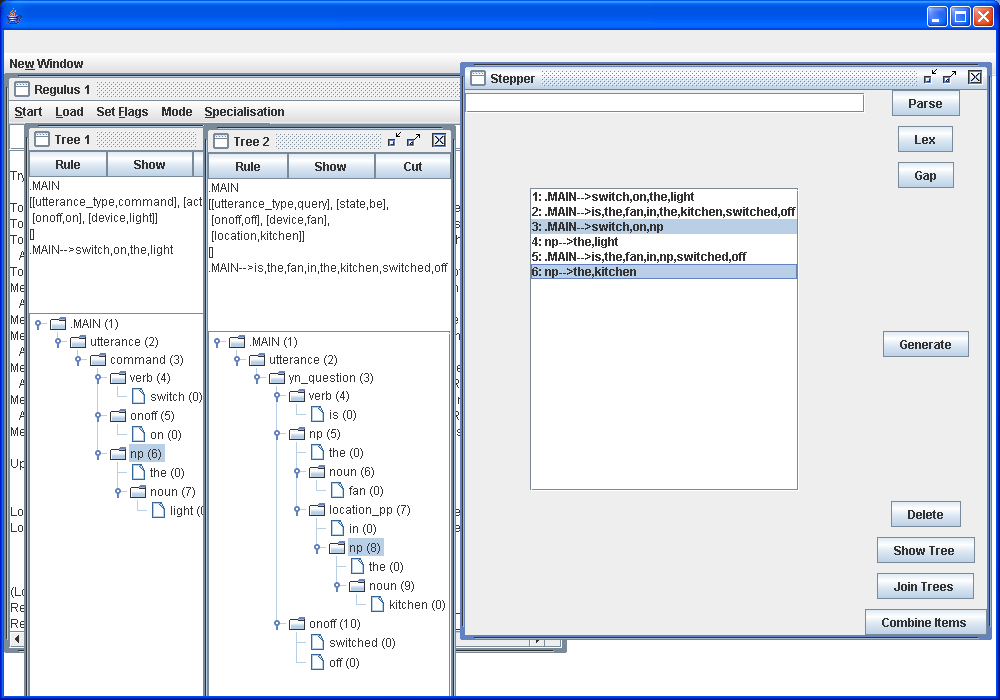 New Window
Regulus 1
Start Load Set Flags Mode Specialisation
Tree 1
Rule Show
.MAIN
[[utterance_type,command], [act
[onoff,on], [device,light]]
[]
.MAIN-->switch,on,the,light
.MAIN (1)
utterance (2)
command (3)
verb (4)
switch (0)
onoff (5)
on (0)
np (6)
the (0)
noun (7)
light (0
Tree 2
Rule Show Cut
.MAIN
[[utterance_type,query], [state,be],
[onoff,off], [device,fan],
[location,kitchen]]
[]
.MAIN-->is,the,fan,in,the,kitchen,switched,off
.MAIN (1)
utterance (2)
yn_question (3)
verb (4)
is (0)
np (5)
the (0)
noun (6)
fan (0)
location_pp (7)
in (0)
np (8)
the (0)
noun (9)
kitchen (0)
onoff (10)
switched (0)
off (0)
Stepper
Parse
Lex
Gap
1: .MAIN-->switch,on,the,light
2: .MAIN-->is,the,fan,in,the,kitchen,switched,off
3: .MAIN-->switch,on,np
4: np-->the,light
5: .MAIN-->is,the,fan,in,np,switched,off
6: np-->the,kitchen
Generate
Delete
Show Tree
Join Trees
Combine Items